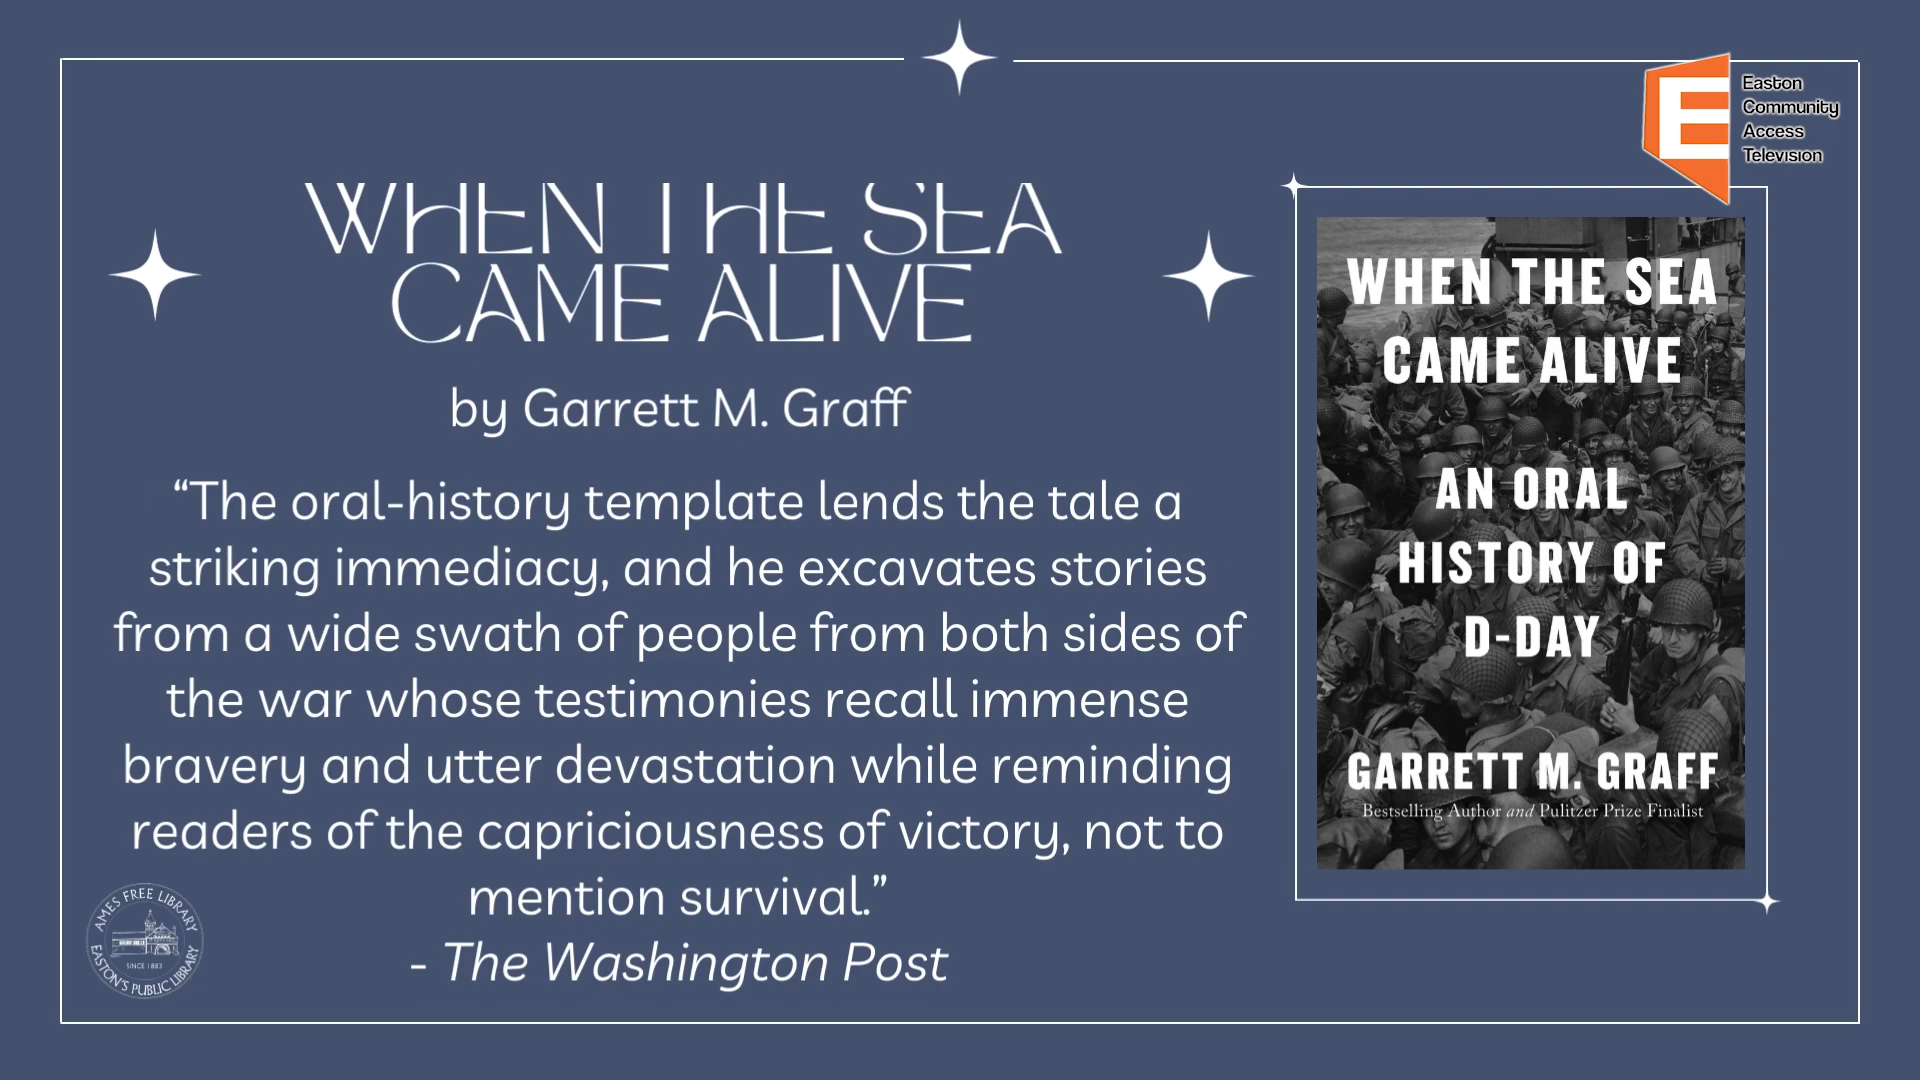 Easton
Community
Access
Television
WHEN THE SEA
CAME ALIVE
by Garrett M. Graff
“The oral-history template lends the tale a
striking immediacy, and he excavates stories
from a wide swath of people from both sides of
the war whose testimonies recall immense
bravery and utter devastation while reminding
readers of the capriciousness of victory, not to
mention survival.”
- The Washington Post
WHEN THE SEA
CAME ALIVE
AN ORAL
HISTORY OF
D-DAY
GARRETT M. GRAFF
Bestselling Author and Pulitzer Prize Finalist
AMES FREE LIBRARY
SINCE 1883
EASTON'S PUBLIC LIBRARY
E